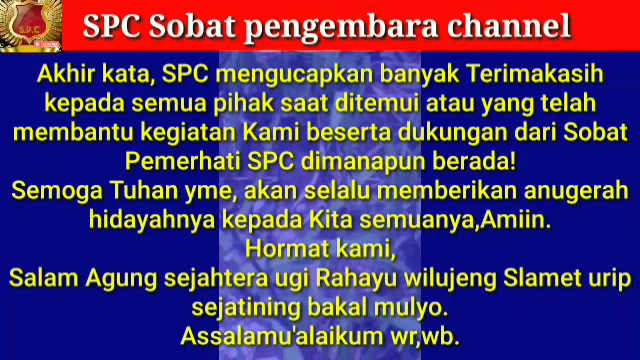 SPC Sobat pengembara channel
Akhir kata, SPC mengucapkan banyak Terimakasih
kepada semua pihak saat ditemui atau yang telah
membantu kegiatan Kami beserta dukungan dari Sobat
Pemerhati SPC dimanapun berada!
Semoga Tuhan yme, akan selalu memberikan anugerah
hidayahnya kepada Kita semuanya,Amiin.
Hormat kami,
Salam Agung sejahtera ugi Rahayu wilujeng Slamet urip
sejatining bakal mulyo.
Assalamu'alaikum wr,wb.